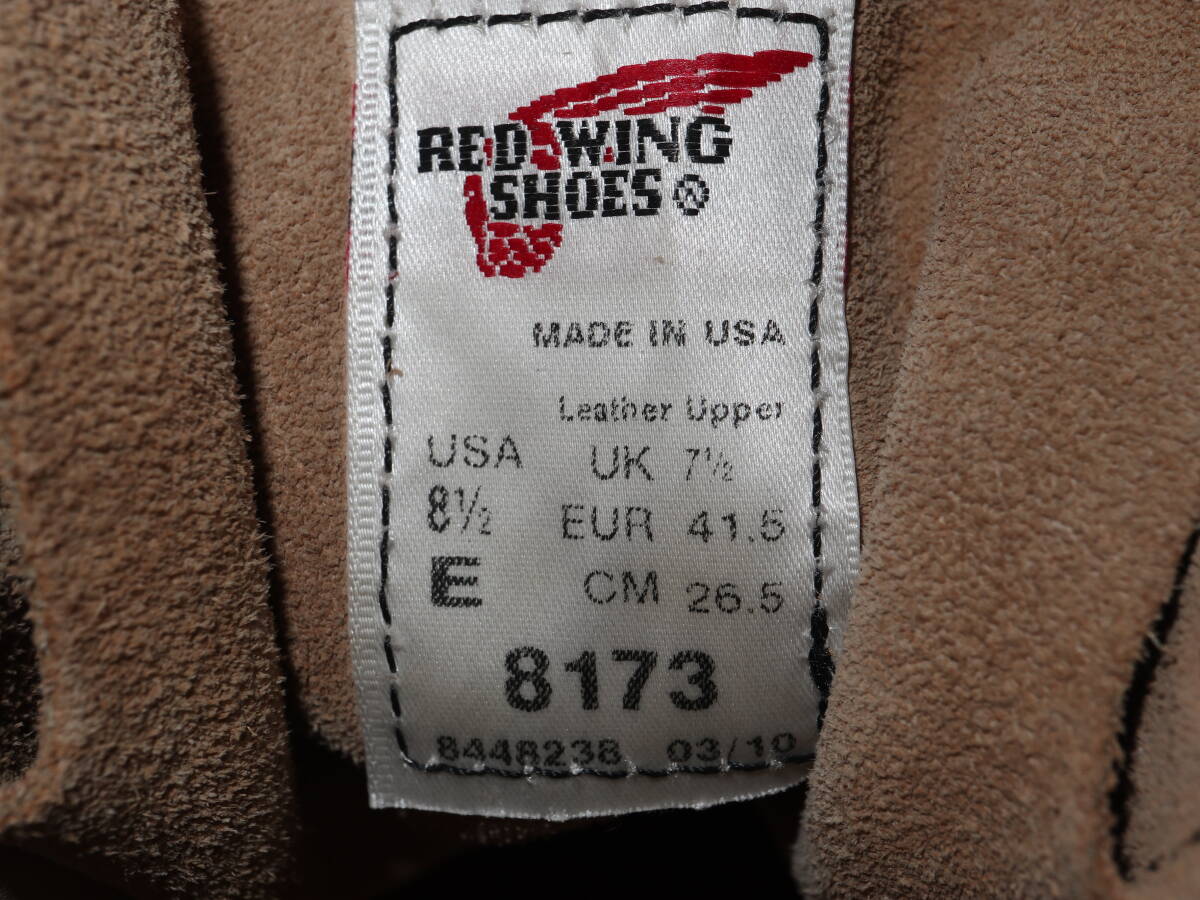 RED WING
SHOES®
MADE IN USA
Leather Upper
USA UK 7½
8½ EUR 41.5
E CM 26.5
8173
8448238 03/10